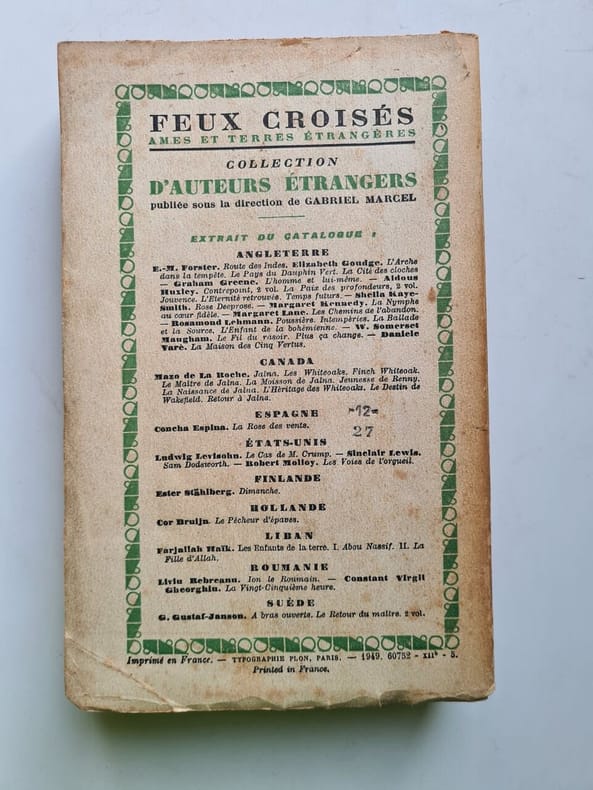 FEUX CROISÉS
AMES ET TERRES ÉTRANGÈRES
COLLECTION
D'AUTEURS ÉTRANGERS
publiée sous la direction de GABRIEL MARCEL
EXTRAIT DU CATALOGUE :
ANGLETERRE
E.-M. Forster. Route des Indes. Elizabeth Goudge. L'Arche
dans la tempête. Le Pays du Dauphin Vert. La Cité des cloches
— Graham Greene. L'homme et lui-même. — Aldous
Huxley. Contrepoint, 2 vol. La Paix des profondeurs, 2 vol.
Jouvence. L'Eternité retrouvée. Temps futurs. — Sheila Kaye-
Smith. Rose Deeprose. — Margaret Kennedy. La Nymphe
au cœur fidèle. — Margaret Lane. Les Chemins de l'abandon.
— Rosamond Lehmann. Poussière. Intempéries. La Ballade
et la Source. L'Enfant de la bohémienne. — W. Somerset
Maugham. Le Fil du rasoir. Plus ça change. — Daniele
Varè. La Maison des Cinq Vertus.
CANADA
Mazo de La Roche. Jalna. Les Whiteoaks. Finch Whiteoak.
Le Maître de Jalna. La Moisson de Jalna. Jeunesse de Renny.
La Naissance de Jalna. L'Héritage des Whiteoaks. Le Destin de
Wakefield. Retour à Jalna.
ESPAGNE
-12=
Concha Espina. La Rose des vents.
27
ÉTATS-UNIS
Ludwig Lewisohn. Le Cas de M. Crump. — Sinclair Lewis.
Sam Dodsworth. — Robert Molloy. Les Voies de l'orgueil.
FINLANDE
Ester Ståhlberg. Dimanche.
HOLLANDE
Cor Bruijn. Le Pêcheur d'épaves.
LIBAN
Farjallah Haïk. Les Enfants de la terre. I. Abou Nassif. II. La
Fille d'Allah.
ROUMANIE
Liviu Rebreanu. Ion le Roumain. — Constant Virgil
Gheorghiu. La Vingt-Cinquième heure.
SUÈDE
G. Gustaf-Janson. A bras ouverts. Le Retour du maître. 2 vol.
Imprimé en France. — TYPOGRAPHIE PLON, PARIS. — 1949. 60752 - XII° - 5.
Printed in France.